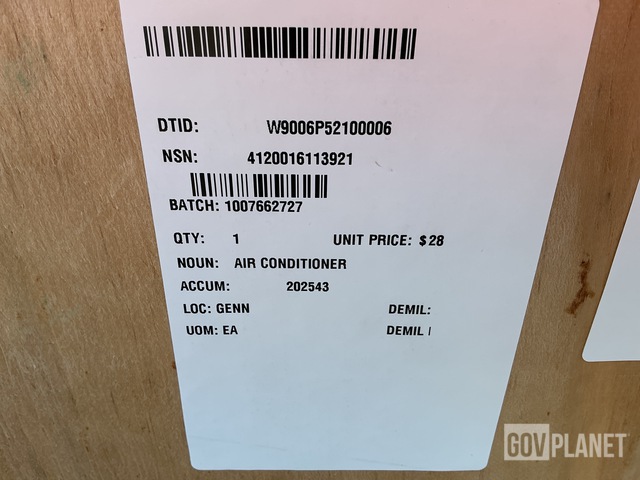 DTID: W9006P52100006
NSN: 4120016113921
BATCH: 1007662727
QTY: 1 UNIT PRICE: $28
NOUN: AIR CONDITIONER
ACCUM: 202543
LOC: GENN DEMIL:
UOM: EA DEMIL I
GOVPLANET